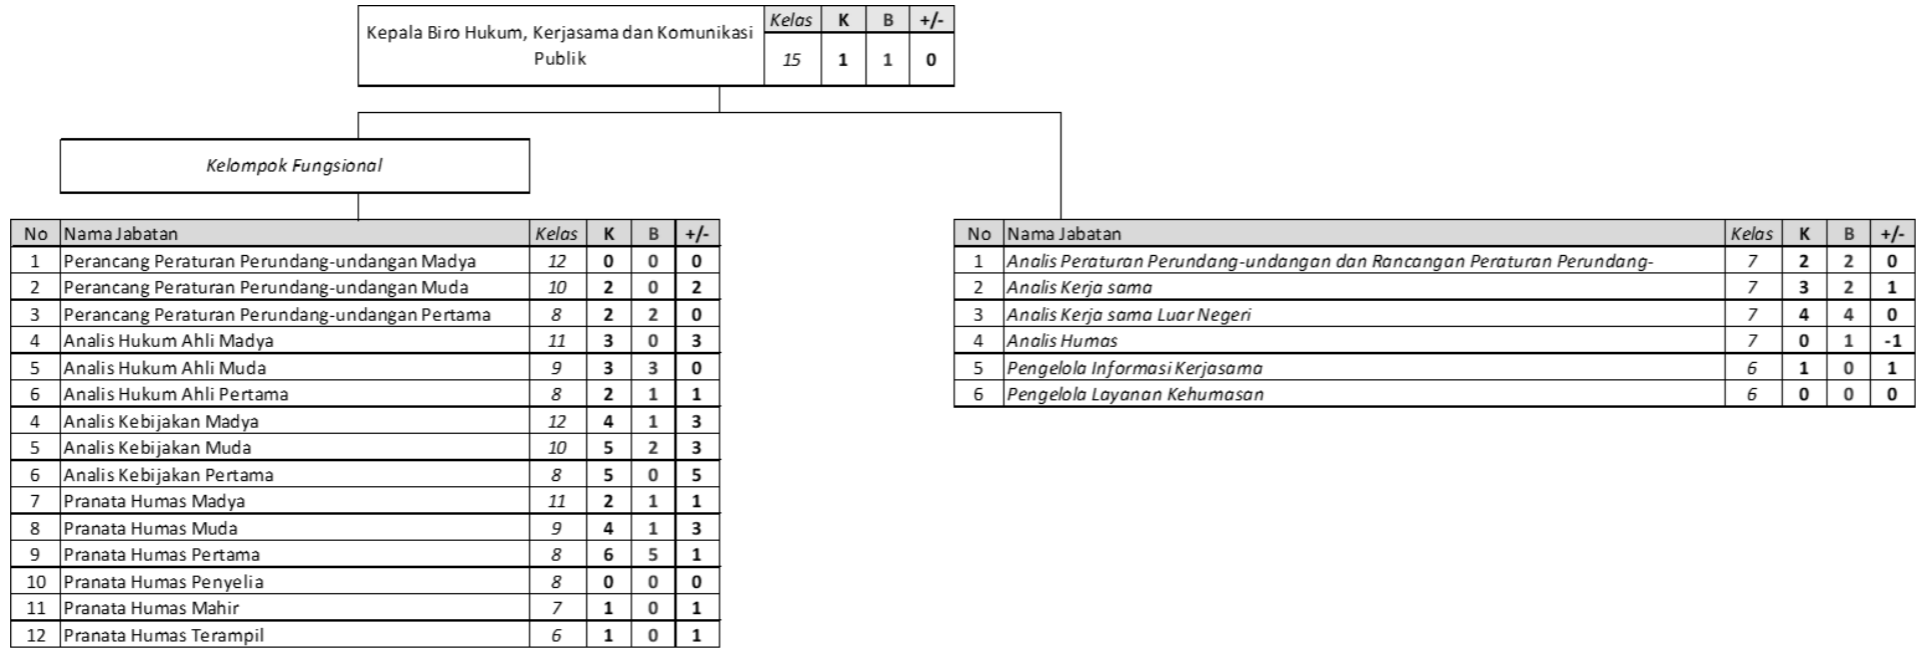 Kepala Biro Hukum, Kerjasama dan Komunikasi Publik
Kelas K B +/-
15 1 1 0
Kelompok Fungsional
No Nama Jabatan Kelas K B +/-
1 Perancang Peraturan Perundang-undangan Madya 12 0 0 0
2 Perancang Peraturan Perundang-undangan Muda 10 2 0 2
3 Perancang Peraturan Perundang-undangan Pertama 8 2 2 0
4 Analis Hukum Ahli Madya 11 3 0 3
5 Analis Hukum Ahli Muda 9 3 3 0
6 Analis Hukum Ahli Pertama 8 2 1 1
4 Analis Kebijakan Madya 12 4 1 3
5 Analis Kebijakan Muda 10 5 2 3
6 Analis Kebijakan Pertama 8 5 0 5
7 Pranata Humas Madya 11 2 1 1
8 Pranata Humas Muda 9 4 1 3
9 Pranata Humas Pertama 8 6 5 1
10 Pranata Humas Penyelia 8 0 0 0
11 Pranata Humas Mahir 7 1 0 1
12 Pranata Humas Terampil 6 1 0 1
No Nama Jabatan Kelas K B +/-
1 Analis Peraturan Perundang-undangan dan Rancangan Peraturan Perundang- 7 2 2 0
2 Analis Kerja sama 7 3 2 1
3 Analis Kerja sama Luar Negeri 7 4 4 0
4 Analis Humas 7 0 1 -1
5 Pengelola Informasi Kerjasama 6 1 0 1
6 Pengelola Layanan Kehumasan 6 0 0 0